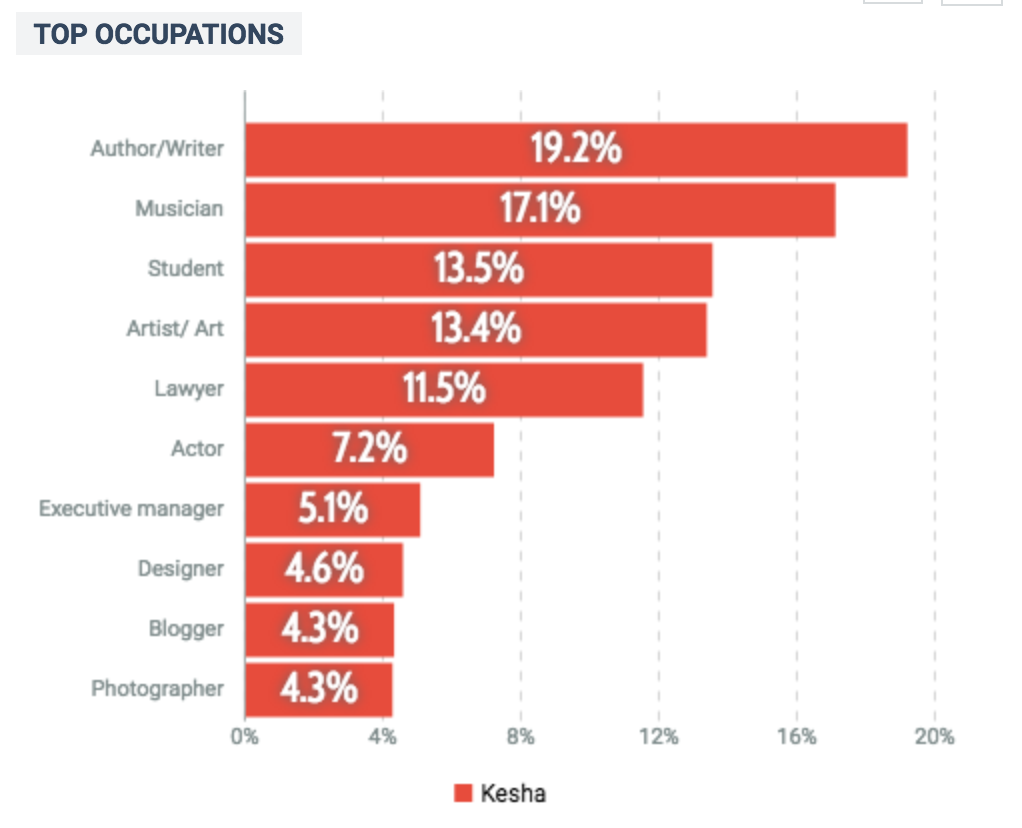 TOP OCCUPATIONS
Author/Writer 19.2%
Musician 17.1%
Student 13.5%
Artist/ Art 13.4%
Lawyer 11.5%
Actor 7.2%
Executive manager 5.1%
Designer 4.6%
Blogger 4.3%
Photographer 4.3%
0% 4% 8% 12% 16% 20%
Kesha